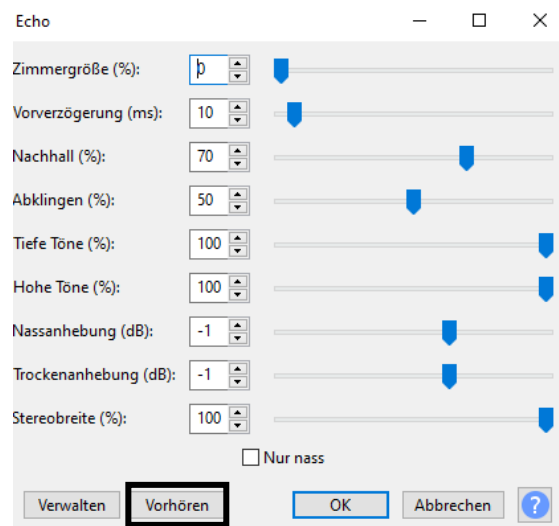 Echo
Zimmergröße (%): 0
Vorverzögerung (ms): 10
Nachhall (%): 70
Abklingen (%): 50
Tiefe Töne (%): 100
Hohe Töne (%): 100
Nassanhebung (dB): -1
Trockenanhebung (dB): -1
Stereobreite (%): 100
Nur nass
Verwalten Vorhören OK Abbrechen ?